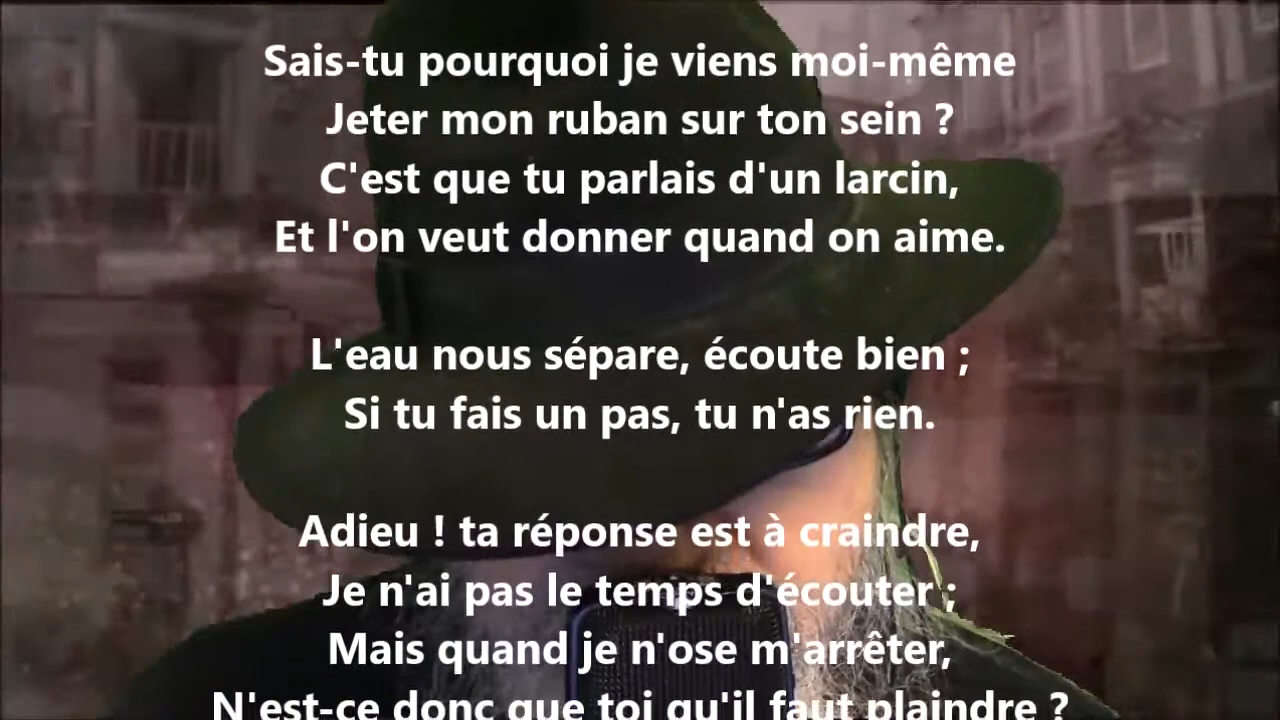 Sais-tu pourquoi je viens moi-même
Jeter mon ruban sur ton sein ?
C'est que tu parlais d'un larcin,
Et l'on veut donner quand on aime.
L'eau nous sépare, écoute bien ;
Si tu fais un pas, tu n'as rien.
Adieu ! ta réponse est à craindre,
Je n'ai pas le temps d'écouter ;
Mais quand je n'ose m'arrêter,
N'est-ce donc que toi qu'il faut plaindre ?